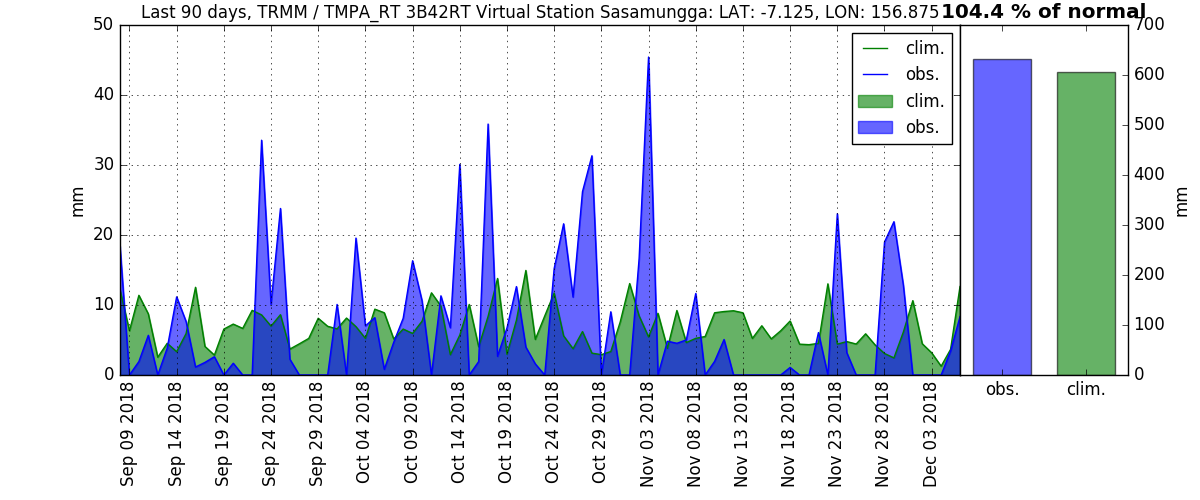 Last 90 days, TRMM / TMPA_RT 3B42RT Virtual Station Sasamungga: LAT: -7.125, LON: 156.875
104.4 % of normal
50
40
30
20
10
0
mm
clim.
obs.
clim.
obs.
700
600
500
400
300
200
100
0
mm
obs.
clim.
Sep 09 2018
Sep 14 2018
Sep 19 2018
Sep 24 2018
Sep 29 2018
Oct 04 2018
Oct 09 2018
Oct 14 2018
Oct 19 2018
Oct 24 2018
Oct 29 2018
Nov 03 2018
Nov 08 2018
Nov 13 2018
Nov 18 2018
Nov 23 2018
Nov 28 2018
Dec 03 2018